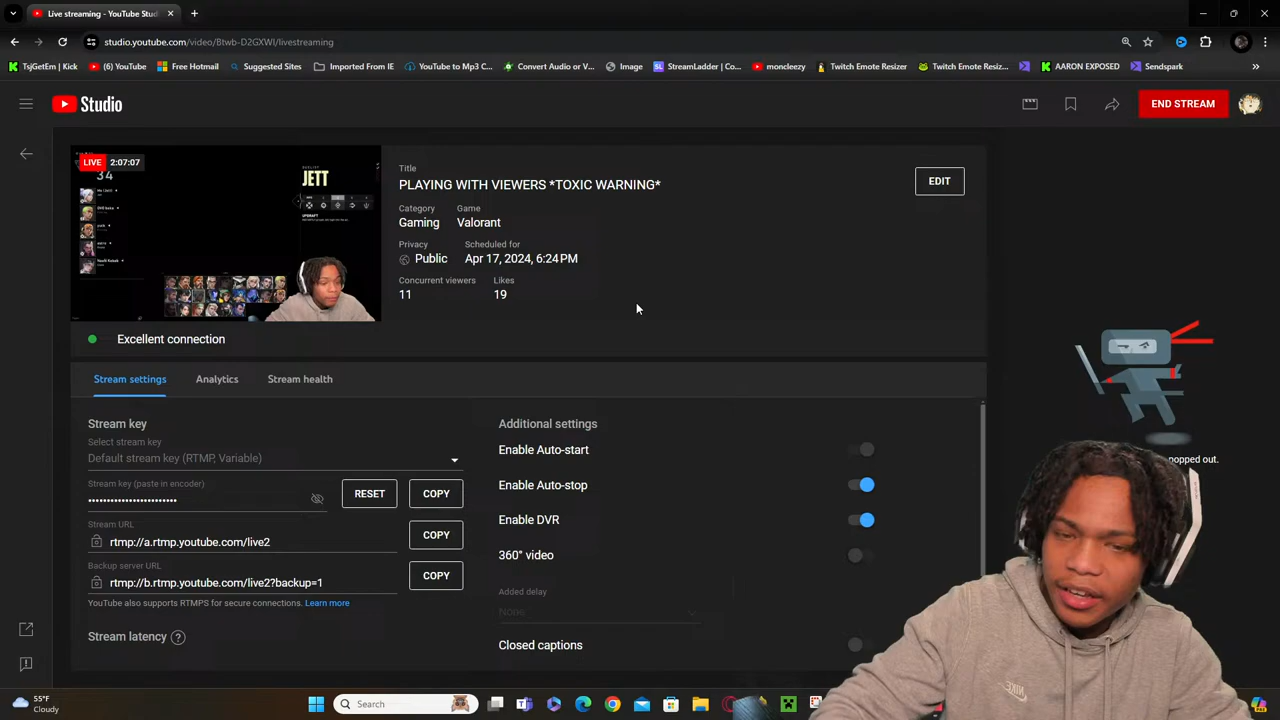 Live streaming - YouTube Stud
studio.youtube.com/video/Btwb-D2GXWI/livestreaming
TsjGetJm | Kick (6) YouTube Free Hotmail Suggested Sites Imported From IE YouTube to Mp3 C... Convert Audio or V... Image StreamLadder | Co... mondeezy Twitch Emote Resizer Twitch Emote Resiz... AARON EXPOSED Sendspark
Studio
END STREAM
LIVE 2:07:07
34
JETT
Title
PLAYING WITH VIEWERS *TOXIC WARNING*
EDIT
Category Game
Gaming Valorant
Privacy Scheduled for
Public Apr 17, 2024, 6:24 PM
Concurrent viewers Likes
11 19
Excellent connection
Stream settings Analytics Stream health
Stream key
Select stream key
Default stream key (RTMP, Variable)
Stream key (paste in encoder)
••••••••••••••••••••••••
RESET COPY
Stream URL
rtmp://a.rtmp.youtube.com/live2
COPY
Backup server URL
rtmp://b.rtmp.youtube.com/live2?backup=1
COPY
YouTube also supports RTMPS for secure connections. Learn more
Stream latency
Additional settings
Enable Auto-start
Enable Auto-stop
Enable DVR
360° video
Added delay
None
Closed captions
popped out.
55°F
Cloudy
Search